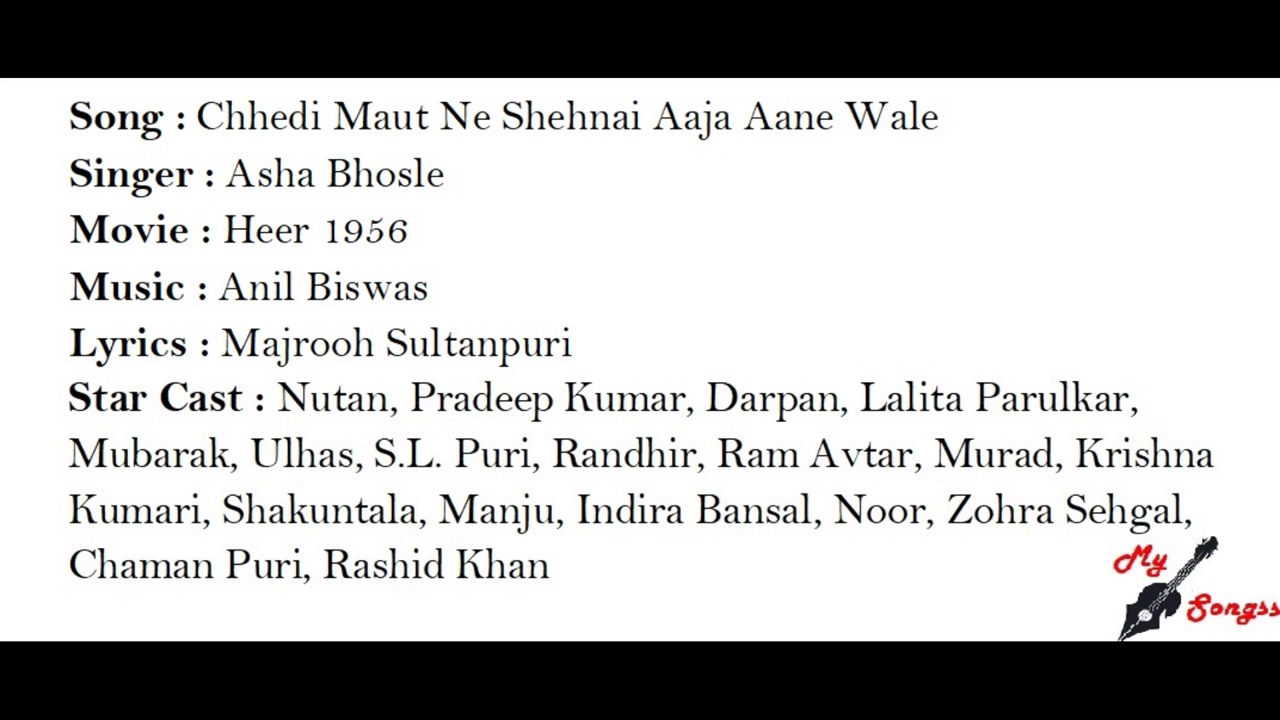 Song : Chhedi Maut Ne Shehnai Aaja Aane Wale
Singer : Asha Bhosle
Movie : Heer 1956
Music : Anil Biswas
Lyrics : Majrooh Sultanpuri
Star Cast : Nutan, Pradeep Kumar, Darpan, Lalita Parulkar,
Mubarak, Ulhas, S.L. Puri, Randhir, Ram Avtar, Murad, Krishna
Kumari, Shakuntala, Manju, Indira Bansal, Noor, Zohra Sehgal,
Chaman Puri, Rashid Khan
My
Songss